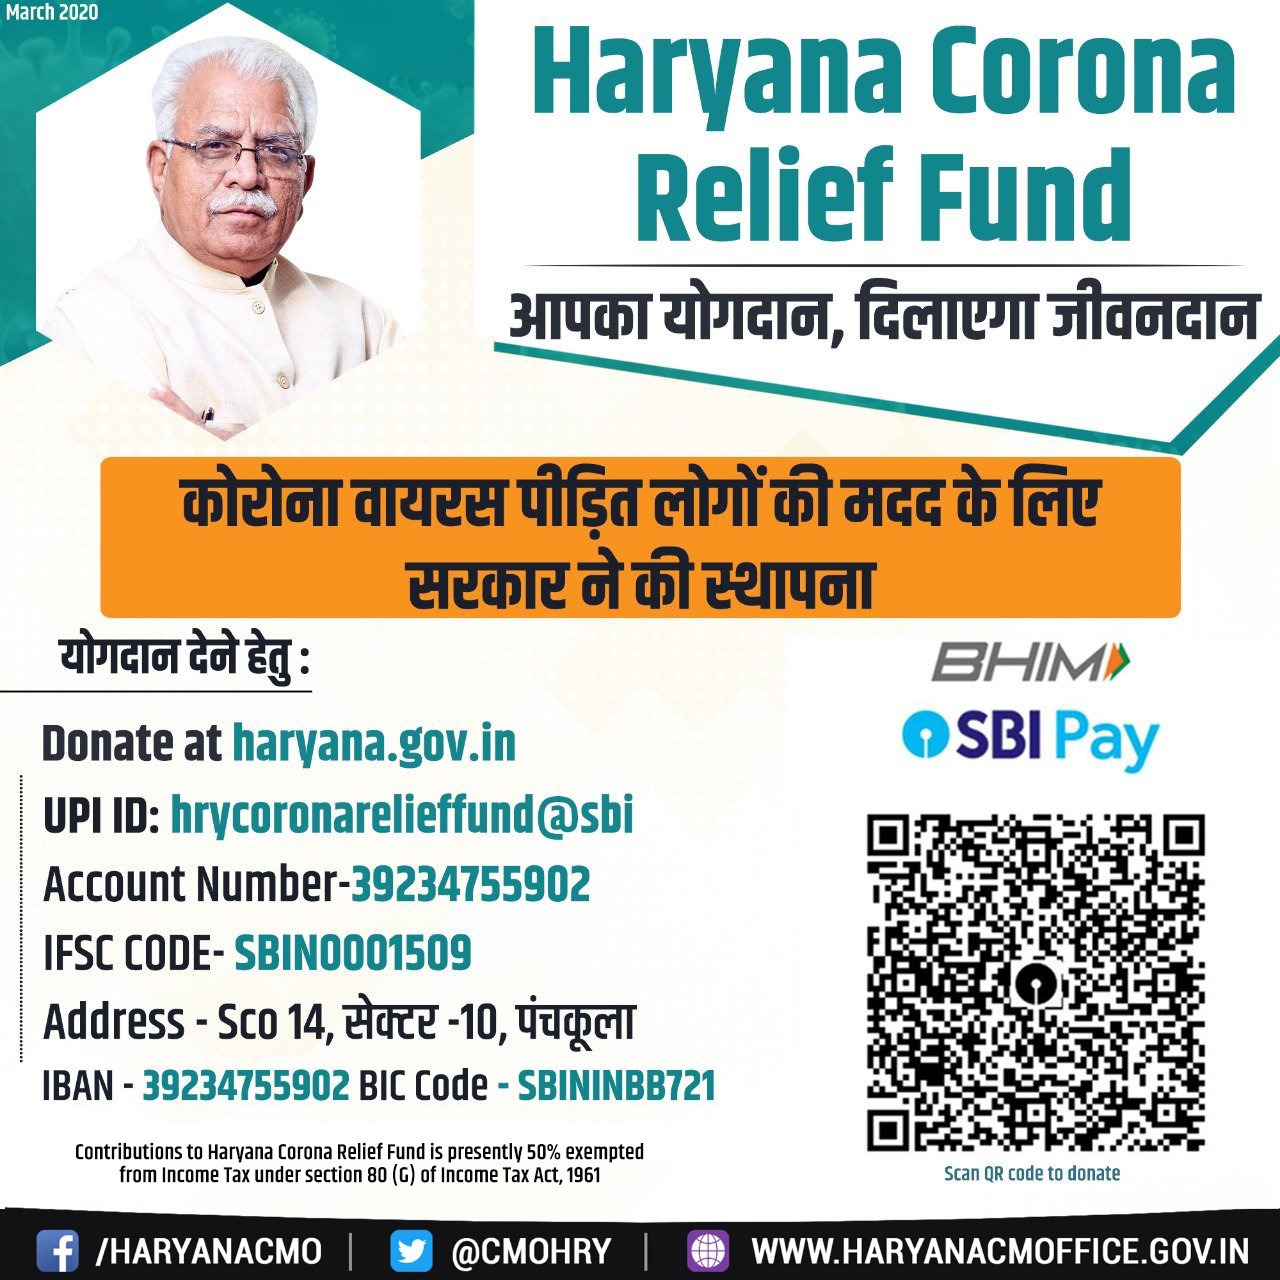 March 2020
Haryana Corona
Relief Fund
आपका योगदान, दिलाएगा जीवनदान
कोरोना वायरस पीड़ित लोगों की मदद के लिए
सरकार ने की स्थापना
योगदान देने हेतु :
Donate at haryana.gov.in
UPI ID: hrycoronarelieffund@sbi
Account Number-39234755902
IFSC CODE- SBIN0001509
Address - Sco 14, सेक्टर -10, पंचकूला
IBAN - 39234755902 BIC Code - SBININBB721
Contributions to Haryana Corona Relief Fund is presently 50% exempted
from Income Tax under section 80 (G) of Income Tax Act, 1961
BHIM
SBI Pay
Scan QR code to donate
/HARYANACMO | @CMOHRY | WWW.HARYANACMOFFICE.GOV.IN